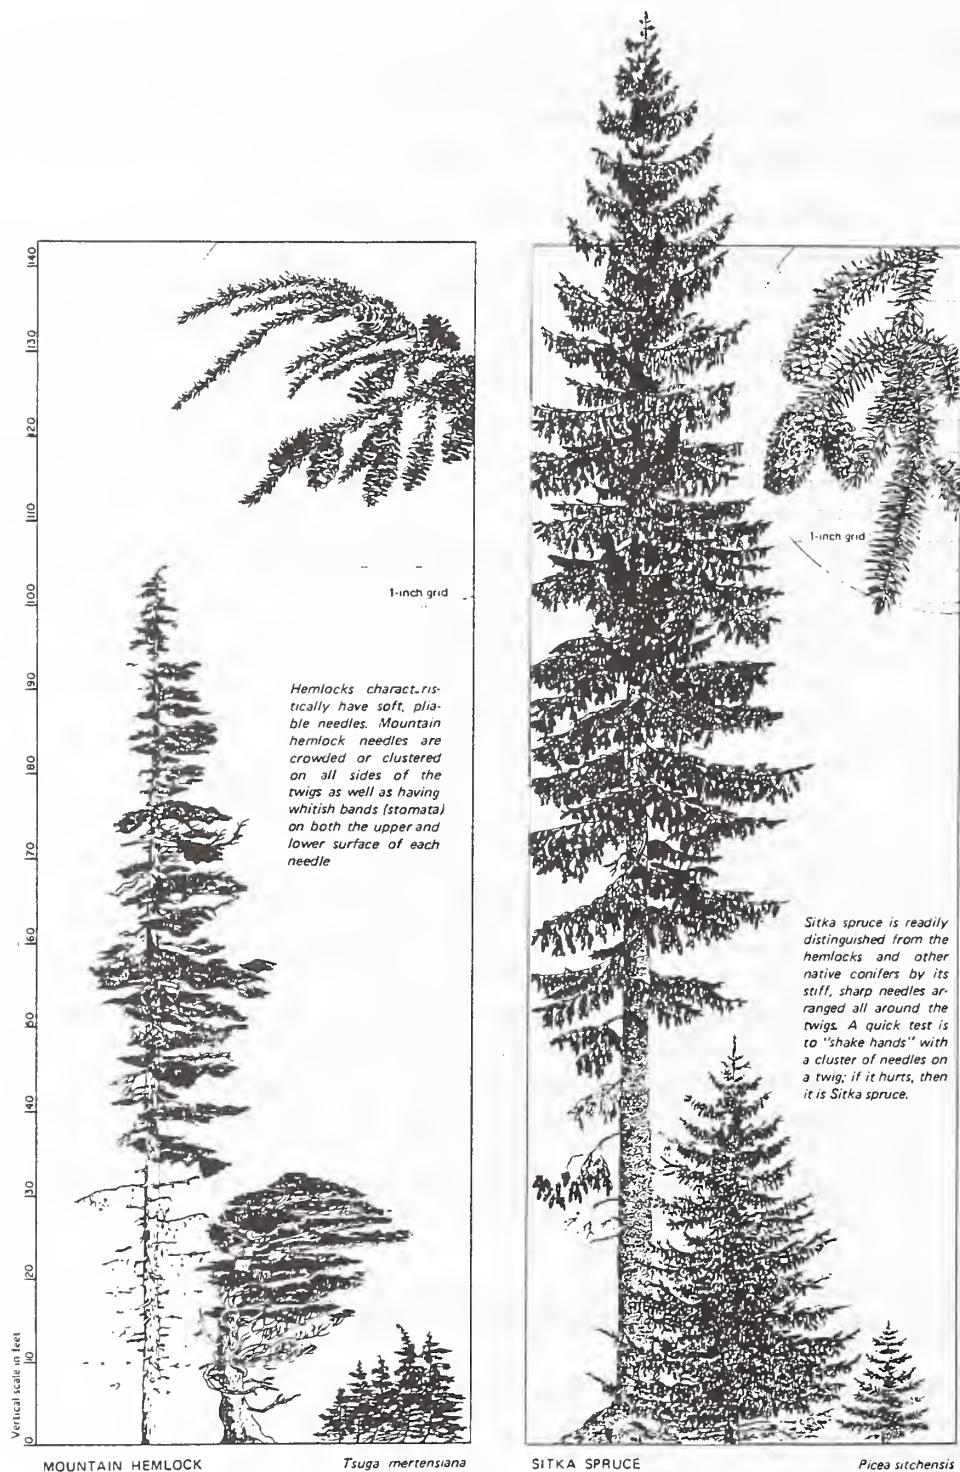 140
130
120
110
100
90
80
70
60
50
40
30
20
10
0
Vertical scale in feet
1-inch grid
Hemlocks characteris-
tically have soft, plia-
ble needles. Mountain
hemlock needles are
crowded or clustered
on all sides of the
twigs as well as having
whitish bands (stomata)
on both the upper and
lower surface of each
needle
MOUNTAIN HEMLOCK
Tsuga mertensiana
1-inch grid
Sitka spruce is readily
distinguished from the
hemlocks and other
native conifers by its
stiff, sharp needles ar-
ranged all around the
twigs. A quick test is
to "shake hands" with
a cluster of needles on
a twig; if it hurts, then
it is Sitka spruce.
SITKA SPRUCE
Picea sitchensis